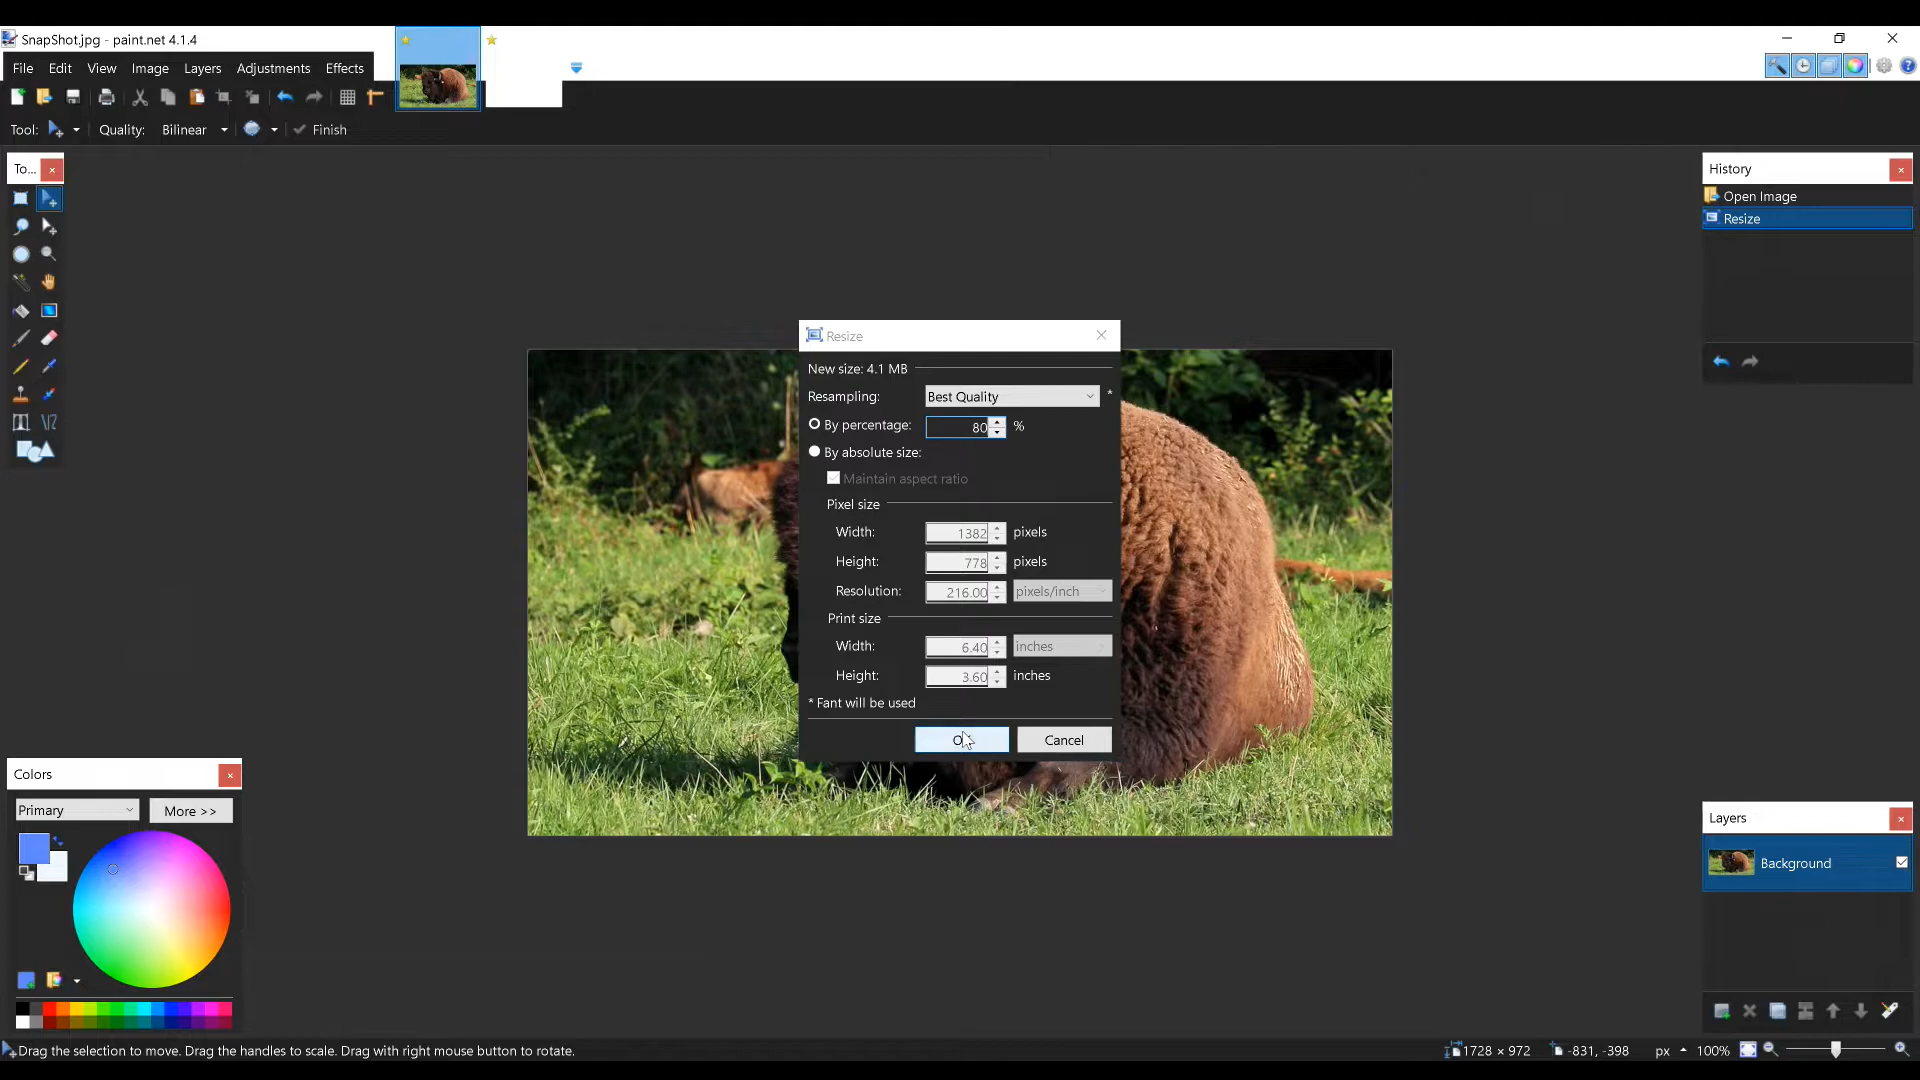 SnapShot.jpg - paint.net 4.1.4
File Edit View Image Layers Adjustments Effects
Tool: Quality: Bilinear Finish
To...
History
Open Image
Resize
Resize
New size: 4.1 MB
Resampling: Best Quality *
By percentage: 80 %
By absolute size:
Maintain aspect ratio
Pixel size
Width: 1382 pixels
Height: 778 pixels
Resolution: 216.00 pixels/inch
Print size
Width: 6.40 inches
Height: 3.60 inches
* Fant will be used
Cancel
Colors
Primary More >>
Layers
Background
Drag the selection to move. Drag the handles to scale. Drag with right mouse button to rotate.
1728 × 972 -831, -398 px 100%